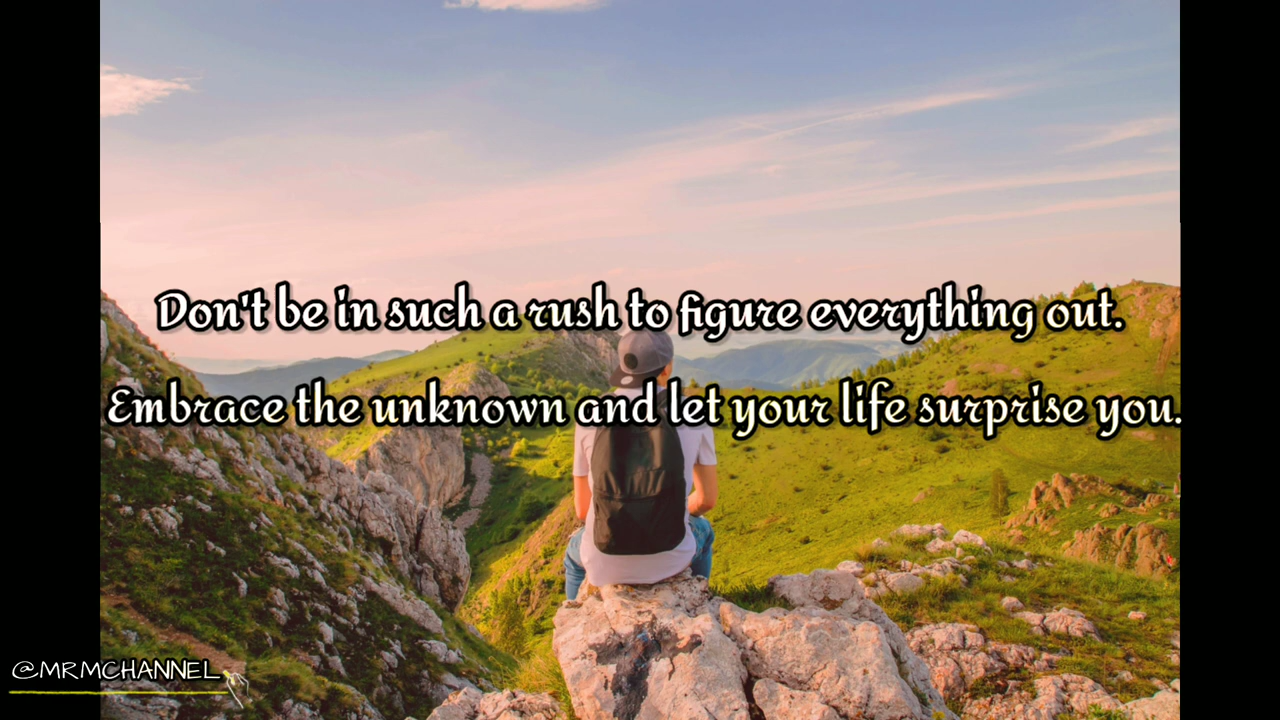 Don't be in such a rush to figure everything out.
Embrace the unknown and let your life surprise you.
@MRMCHANNEL